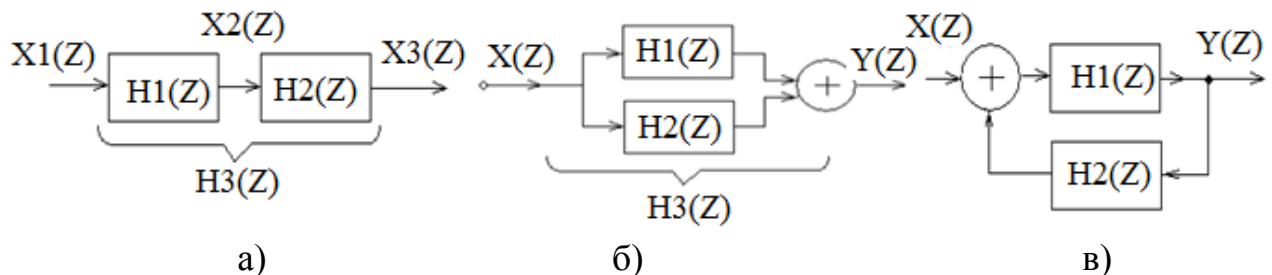 X1(Z) X2(Z) X3(Z)
H1(Z) H2(Z)
H3(Z)
а)
X(Z) H1(Z) Y(Z)
+
H2(Z)
H3(Z)
б)
X(Z) Y(Z)
+ H1(Z)
H2(Z)
в)